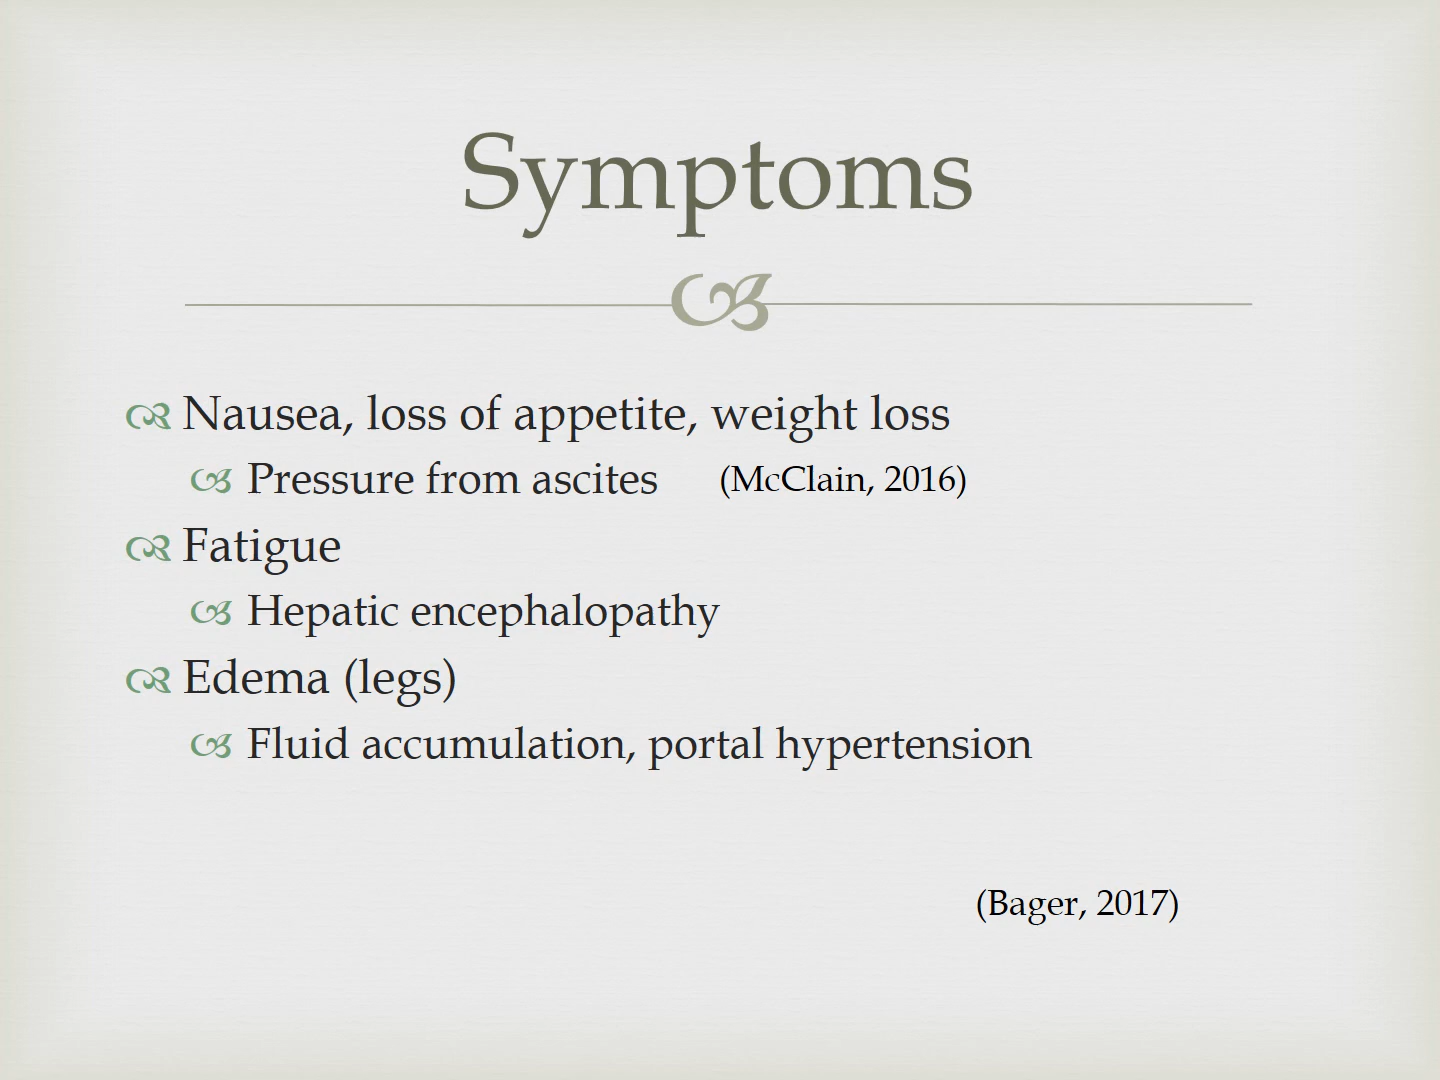 Symptoms
Nausea, loss of appetite, weight loss
Pressure from ascites (McClain, 2016)
Fatigue
Hepatic encephalopathy
Edema (legs)
Fluid accumulation, portal hypertension
(Bager, 2017)